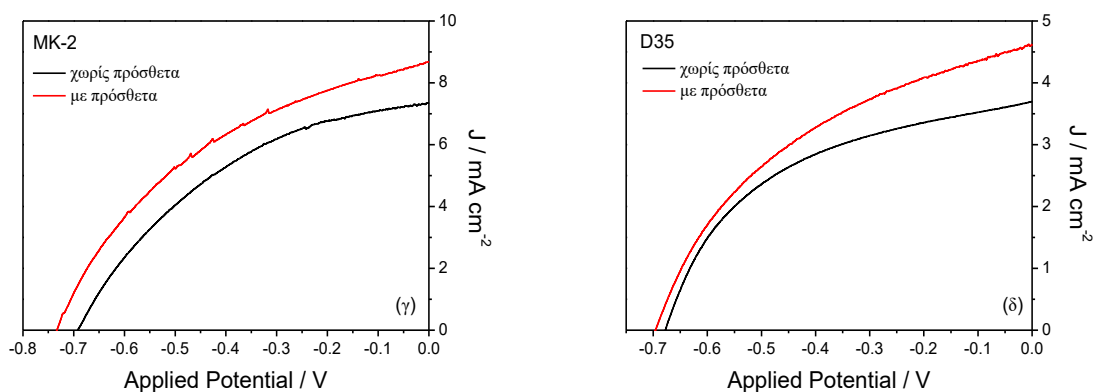 MK-2
χωρίς πρόσθετα
με πρόσθετα
10
8
6
4
2
0
J / mA cm-2
(γ)
-0.8 -0.7 -0.6 -0.5 -0.4 -0.3 -0.2 -0.1 0.0
Applied Potential / V
D35
χωρίς πρόσθετα
με πρόσθετα
5
4
3
2
1
0
J / mA cm-2
(δ)
-0.7 -0.6 -0.5 -0.4 -0.3 -0.2 -0.1 0.0
Applied Potential / V